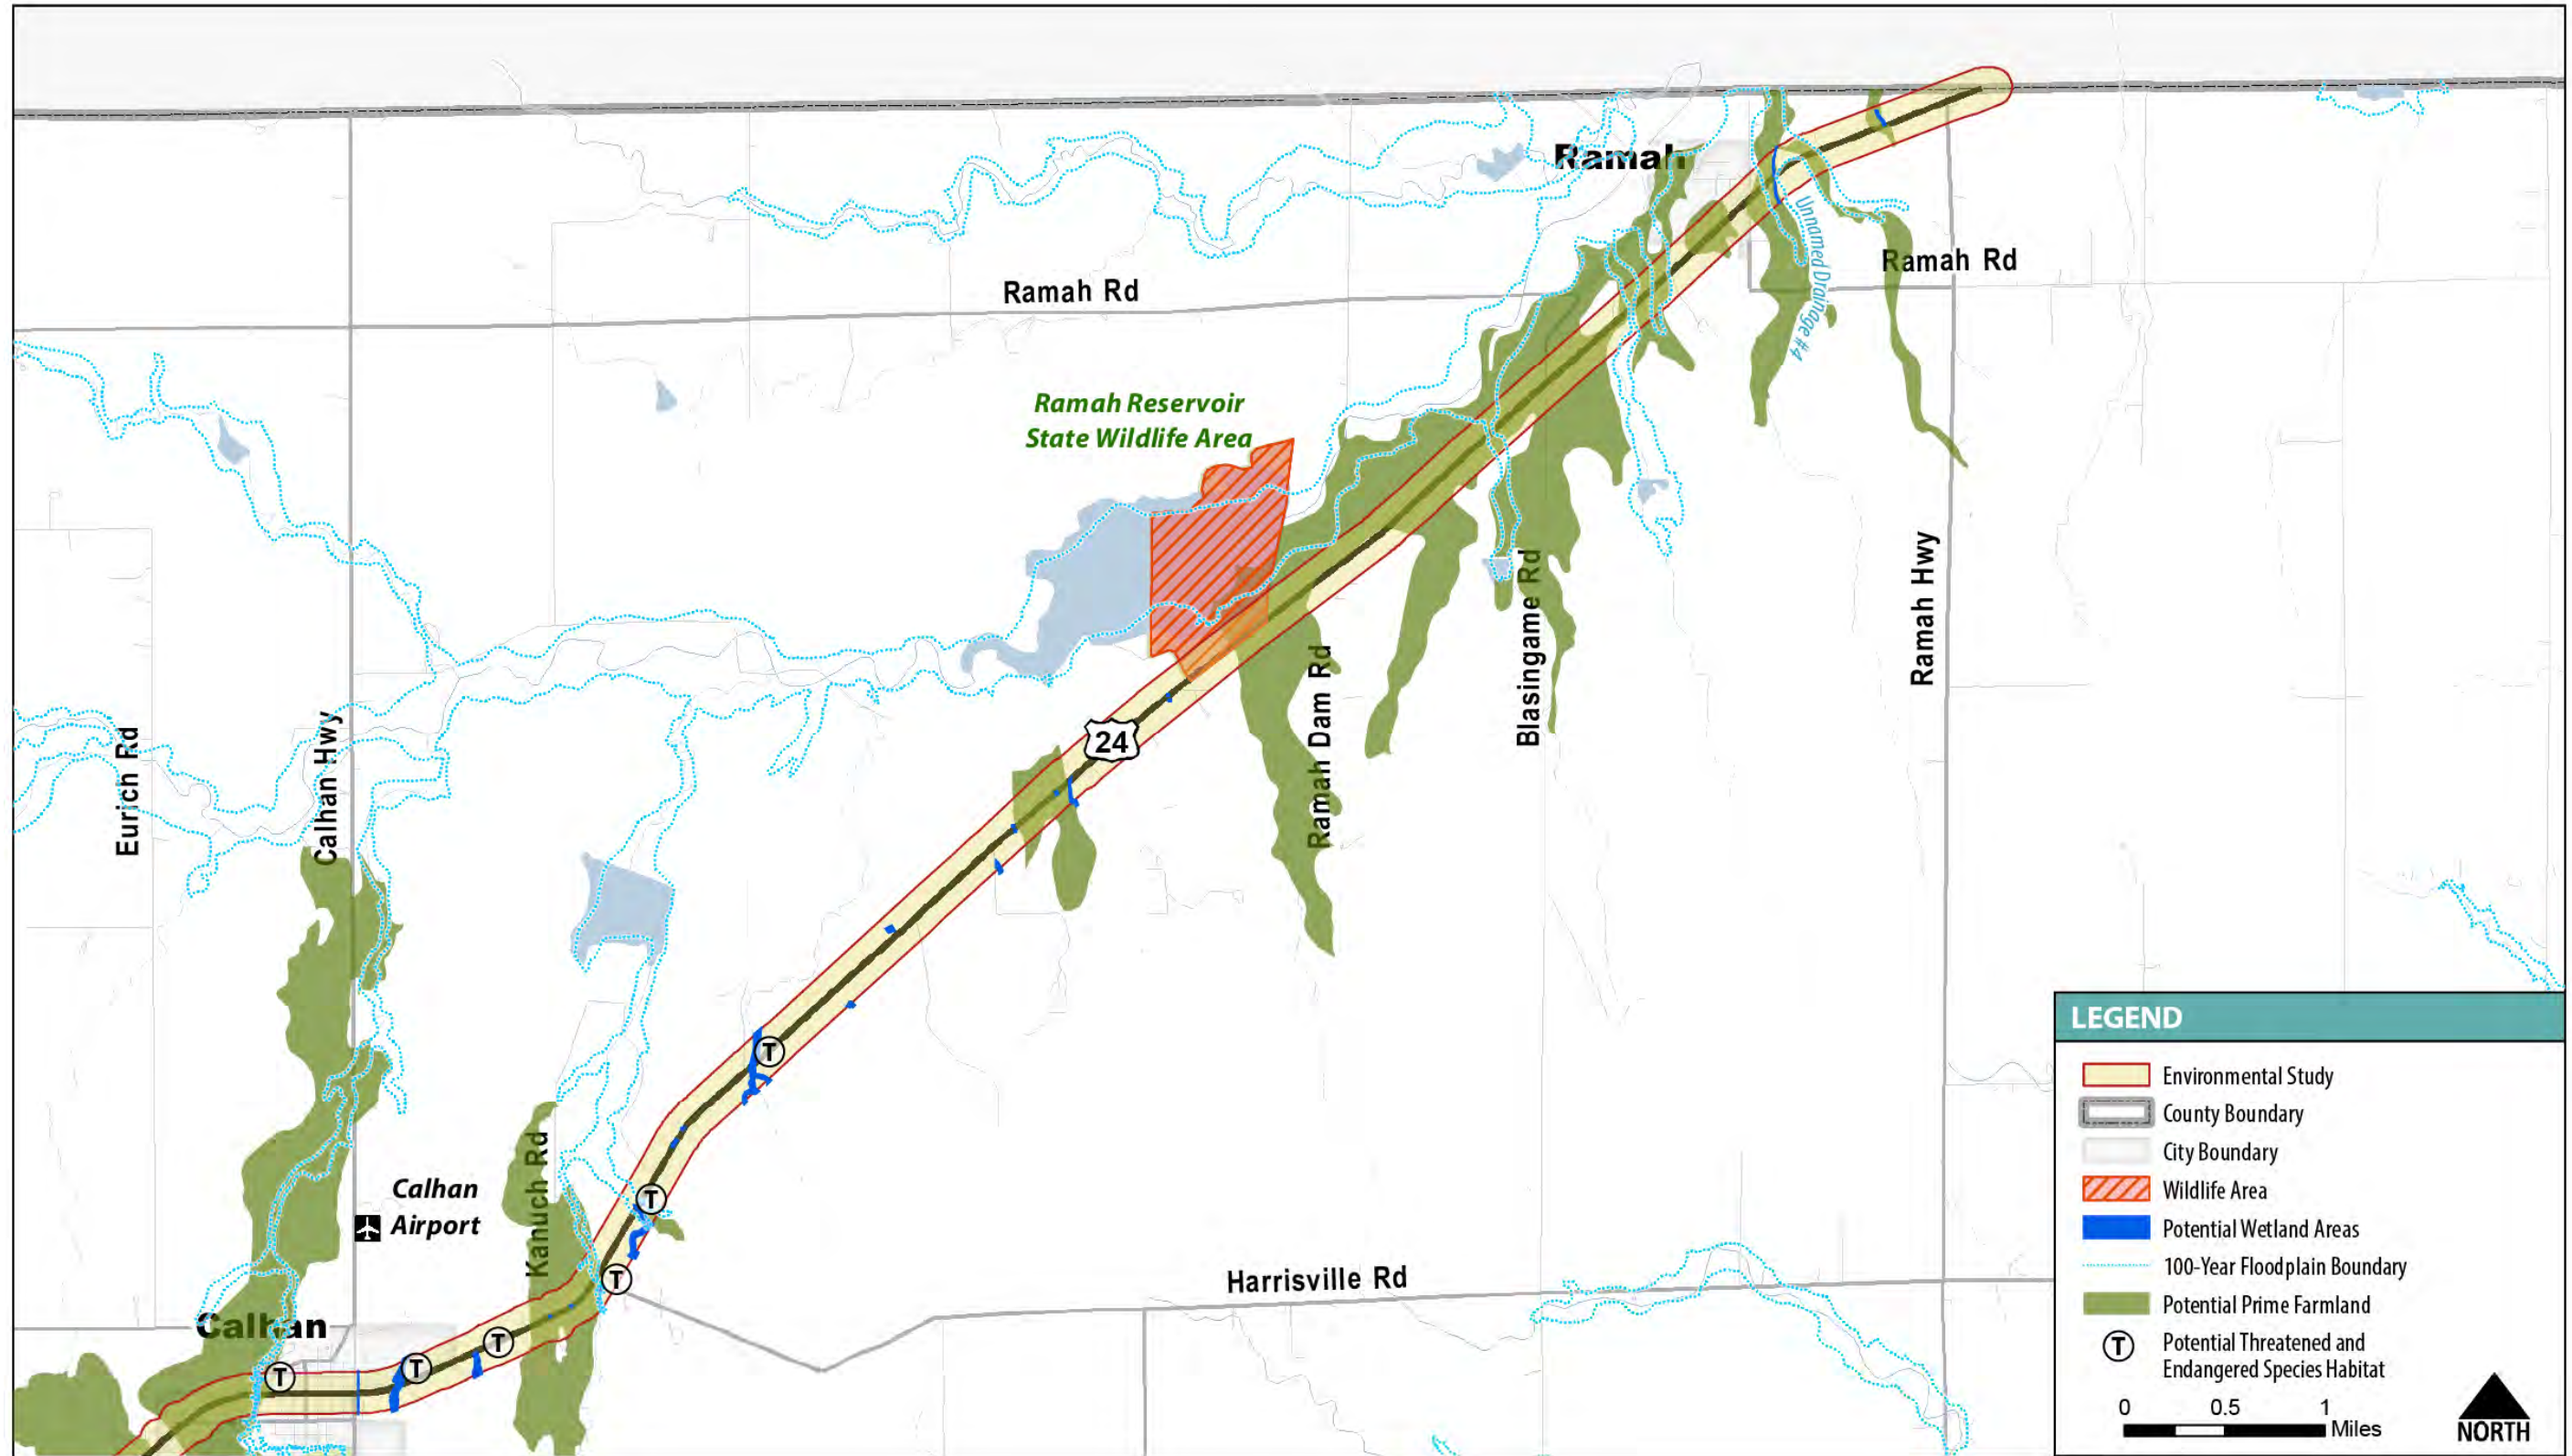 Ramah
Unnamed Drainage #4
Ramah Rd
Ramah Rd
Ramah Reservoir
State Wildlife Area
Ramah Hwy
Blasingame Rd
Ramah Dam Rd
24
Eurich Rd
Calhan Hwy
T
Kanuch Rd
Calhan
Airport
T
T
Harrisville Rd
Calhan
T
T
T
LEGEND
Environmental Study
County Boundary
City Boundary
Wildlife Area
Potential Wetland Areas
100-Year Floodplain Boundary
Potential Prime Farmland
T
Potential Threatened and
Endangered Species Habitat
0 0.5 1
Miles
NORTH